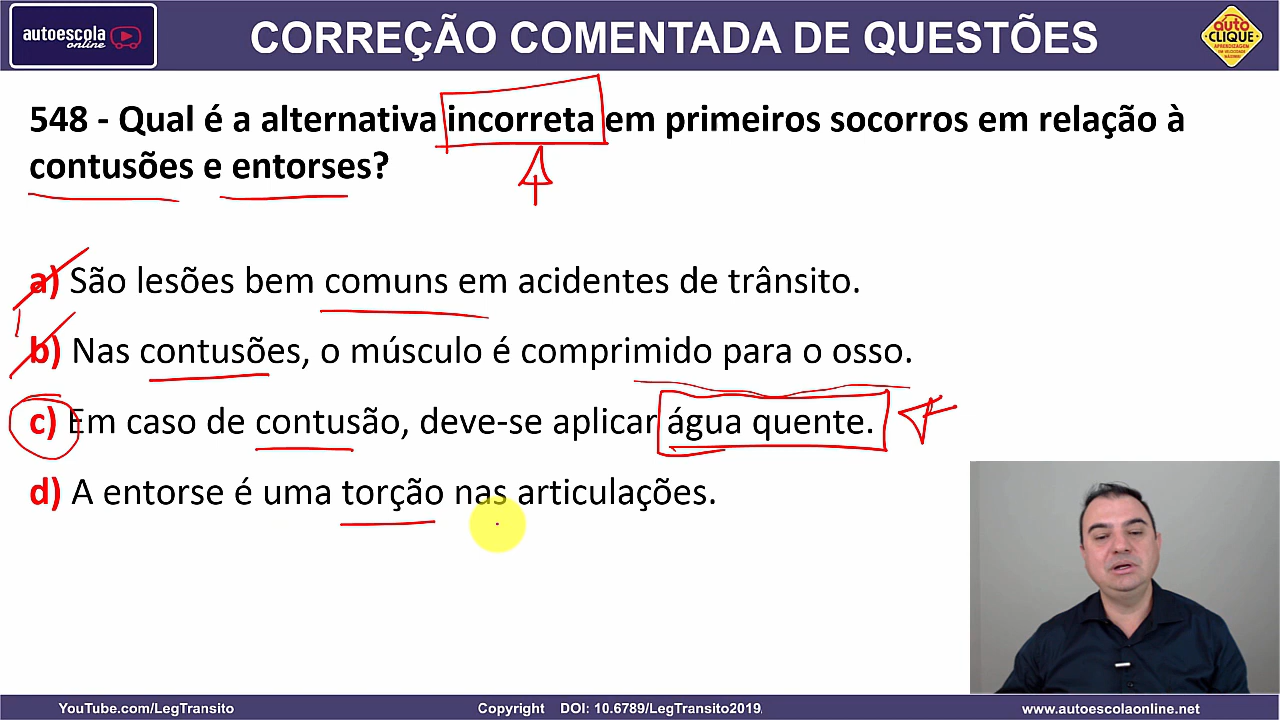 autoescola
online
CORREÇÃO COMENTADA DE QUESTÕES
auto
CLIQUE
548 - Qual é a alternativa incorreta em primeiros socorros em relação à
contusões e entorses?
a) São lesões bem comuns em acidentes de trânsito.
b) Nas contusões, o músculo é comprimido para o osso.
c) Em caso de contusão, deve-se aplicar água quente.
d) A entorse é uma torção nas articulações.
YouTube.com/LegTransito
Copyright DOI: 10.6789/LegTransito2019
www.autoescolaonline.net